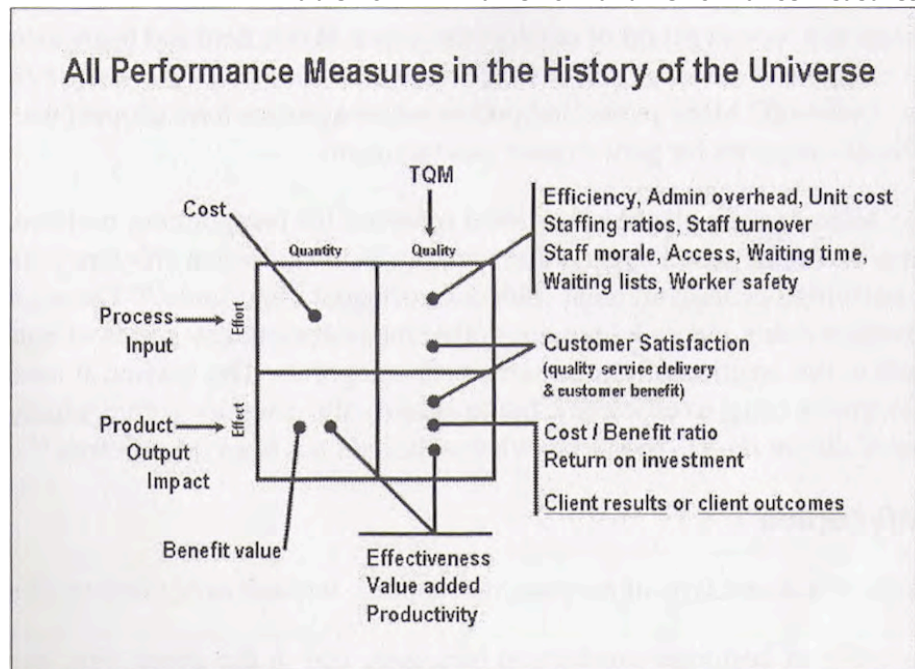 All Performance Measures in the History of the Universe
TQM
Cost
Quantity
Quality
Efficiency, Admin overhead, Unit cost
Staffing ratios, Staff turnover
Staff morale, Access, Waiting time,
Waiting lists, Worker safety
Effort
Process
Input
Customer Satisfaction
(quality service delivery
& customer benefit)
Effect
Product
Output
Impact
Cost / Benefit ratio
Return on investment
Client results or client outcomes
Benefit value
Effectiveness
Value added
Productivity